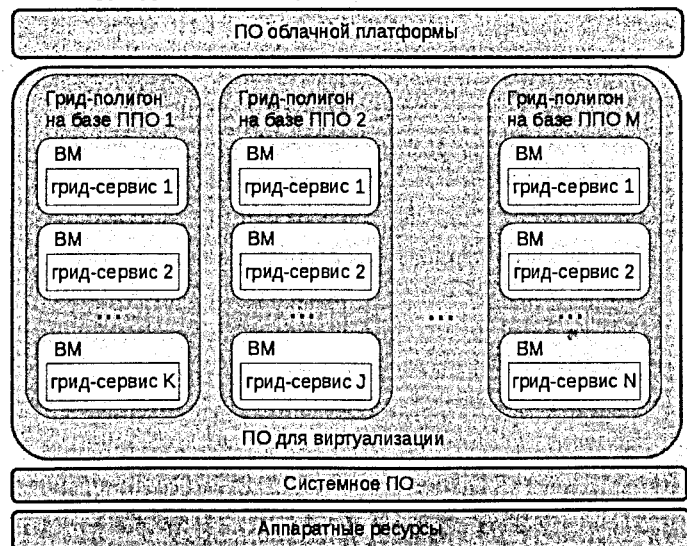 ПО облачной платформы
Грид-полигон
на базе ППО 1
ВМ
грид-сервис 1
ВМ
грид-сервис 2
...
ВМ
грид-сервис K
Грид-полигон
на базе ППО 2
ВМ
грид-сервис 1
ВМ
грид-сервис 2
...
ВМ
грид-сервис J
...
Грид-полигон
на базе ППО M
ВМ
грид-сервис 1
ВМ
грид-сервис 2
...
ВМ
грид-сервис N
ПО для виртуализации
Системное ПО
Аппаратные ресурсы